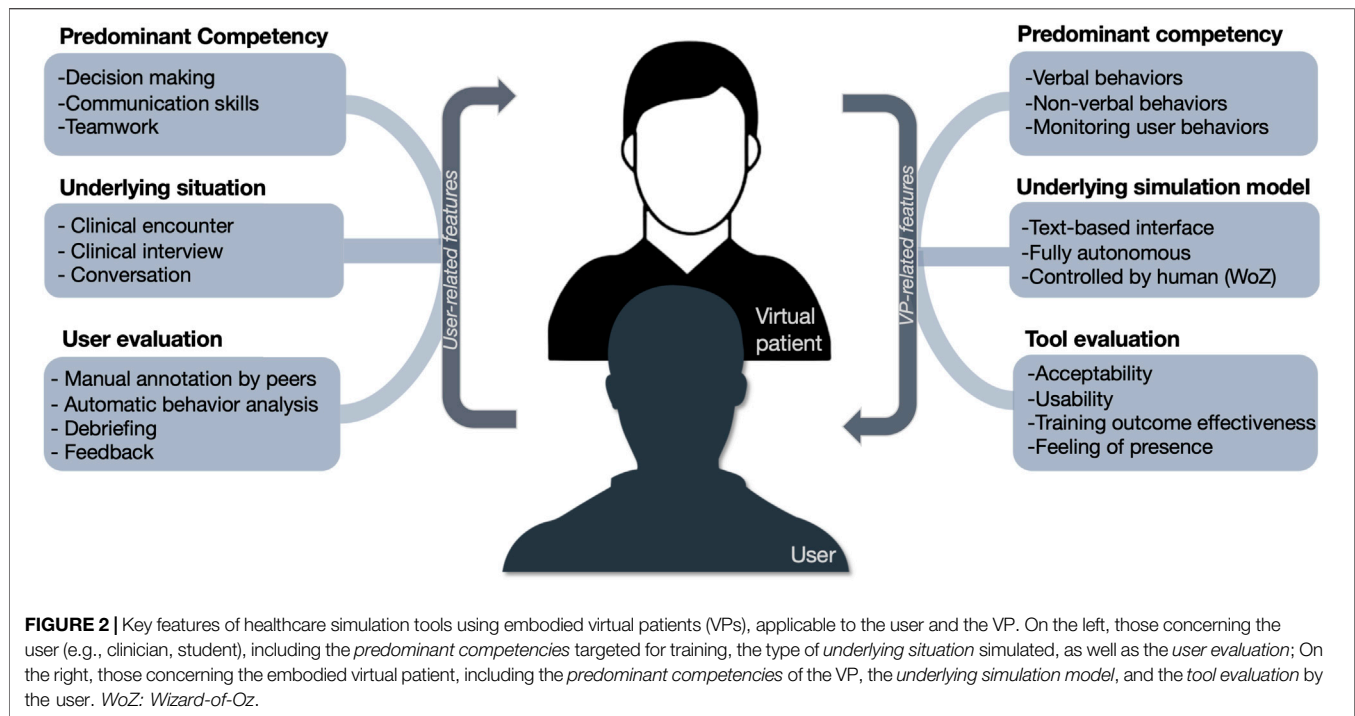 Predominant Competency
-Decision making
-Communication skills
-Teamwork
Underlying situation
- Clinical encounter
- Clinical interview
- Conversation
User evaluation
- Manual annotation by peers
- Automatic behavior analysis
- Debriefing
- Feedback
User-related features
Virtual
patient
User
VP-related features
Predominant competency
-Verbal behaviors
-Non-verbal behaviors
-Monitoring user behaviors
Underlying simulation model
-Text-based interface
-Fully autonomous
-Controlled by human (WoZ)
Tool evaluation
-Acceptability
-Usability
-Training outcome effectiveness
-Feeling of presence
FIGURE 2 | Key features of healthcare simulation tools using embodied virtual patients (VPs), applicable to the user and the VP. On the left, those concerning the
user (e.g., clinician, student), including the predominant competencies targeted for training, the type of underlying situation simulated, as well as the user evaluation; On
the right, those concerning the embodied virtual patient, including the predominant competencies of the VP, the underlying simulation model, and the tool evaluation by
the user. WoZ: Wizard-of-Oz.